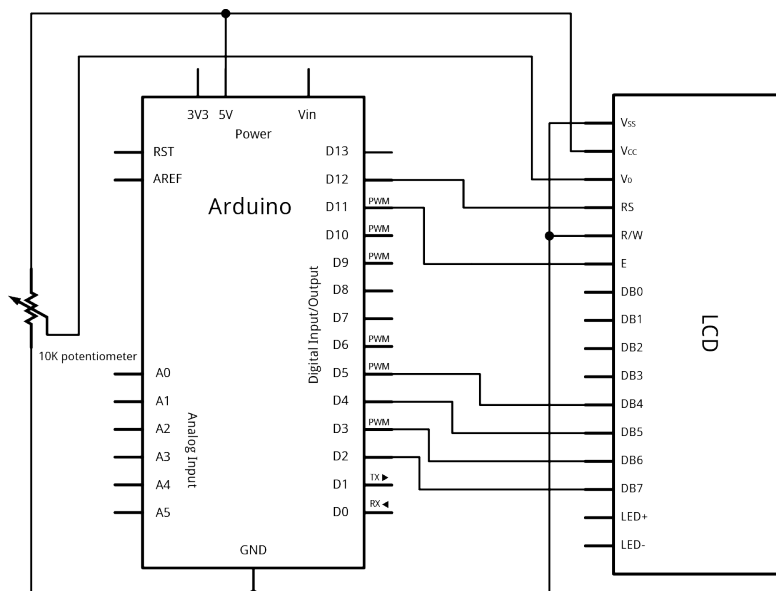 3V3 5V Vin
Power
RST
AREF
Arduino
D13
D12
D11 PWM
D10 PWM
D9 PWM
D8
D7
D6 PWM
D5 PWM
D4
D3 PWM
D2
D1 TX
D0 RX
Digital Input/Output
10K potentiometer
A0
A1
A2
A3
A4
A5
Analog Input
GND
Vss
Vcc
V0
RS
R/W
E
DB0
DB1
DB2
DB3
DB4
DB5
DB6
DB7
LED+
LED-
LCD